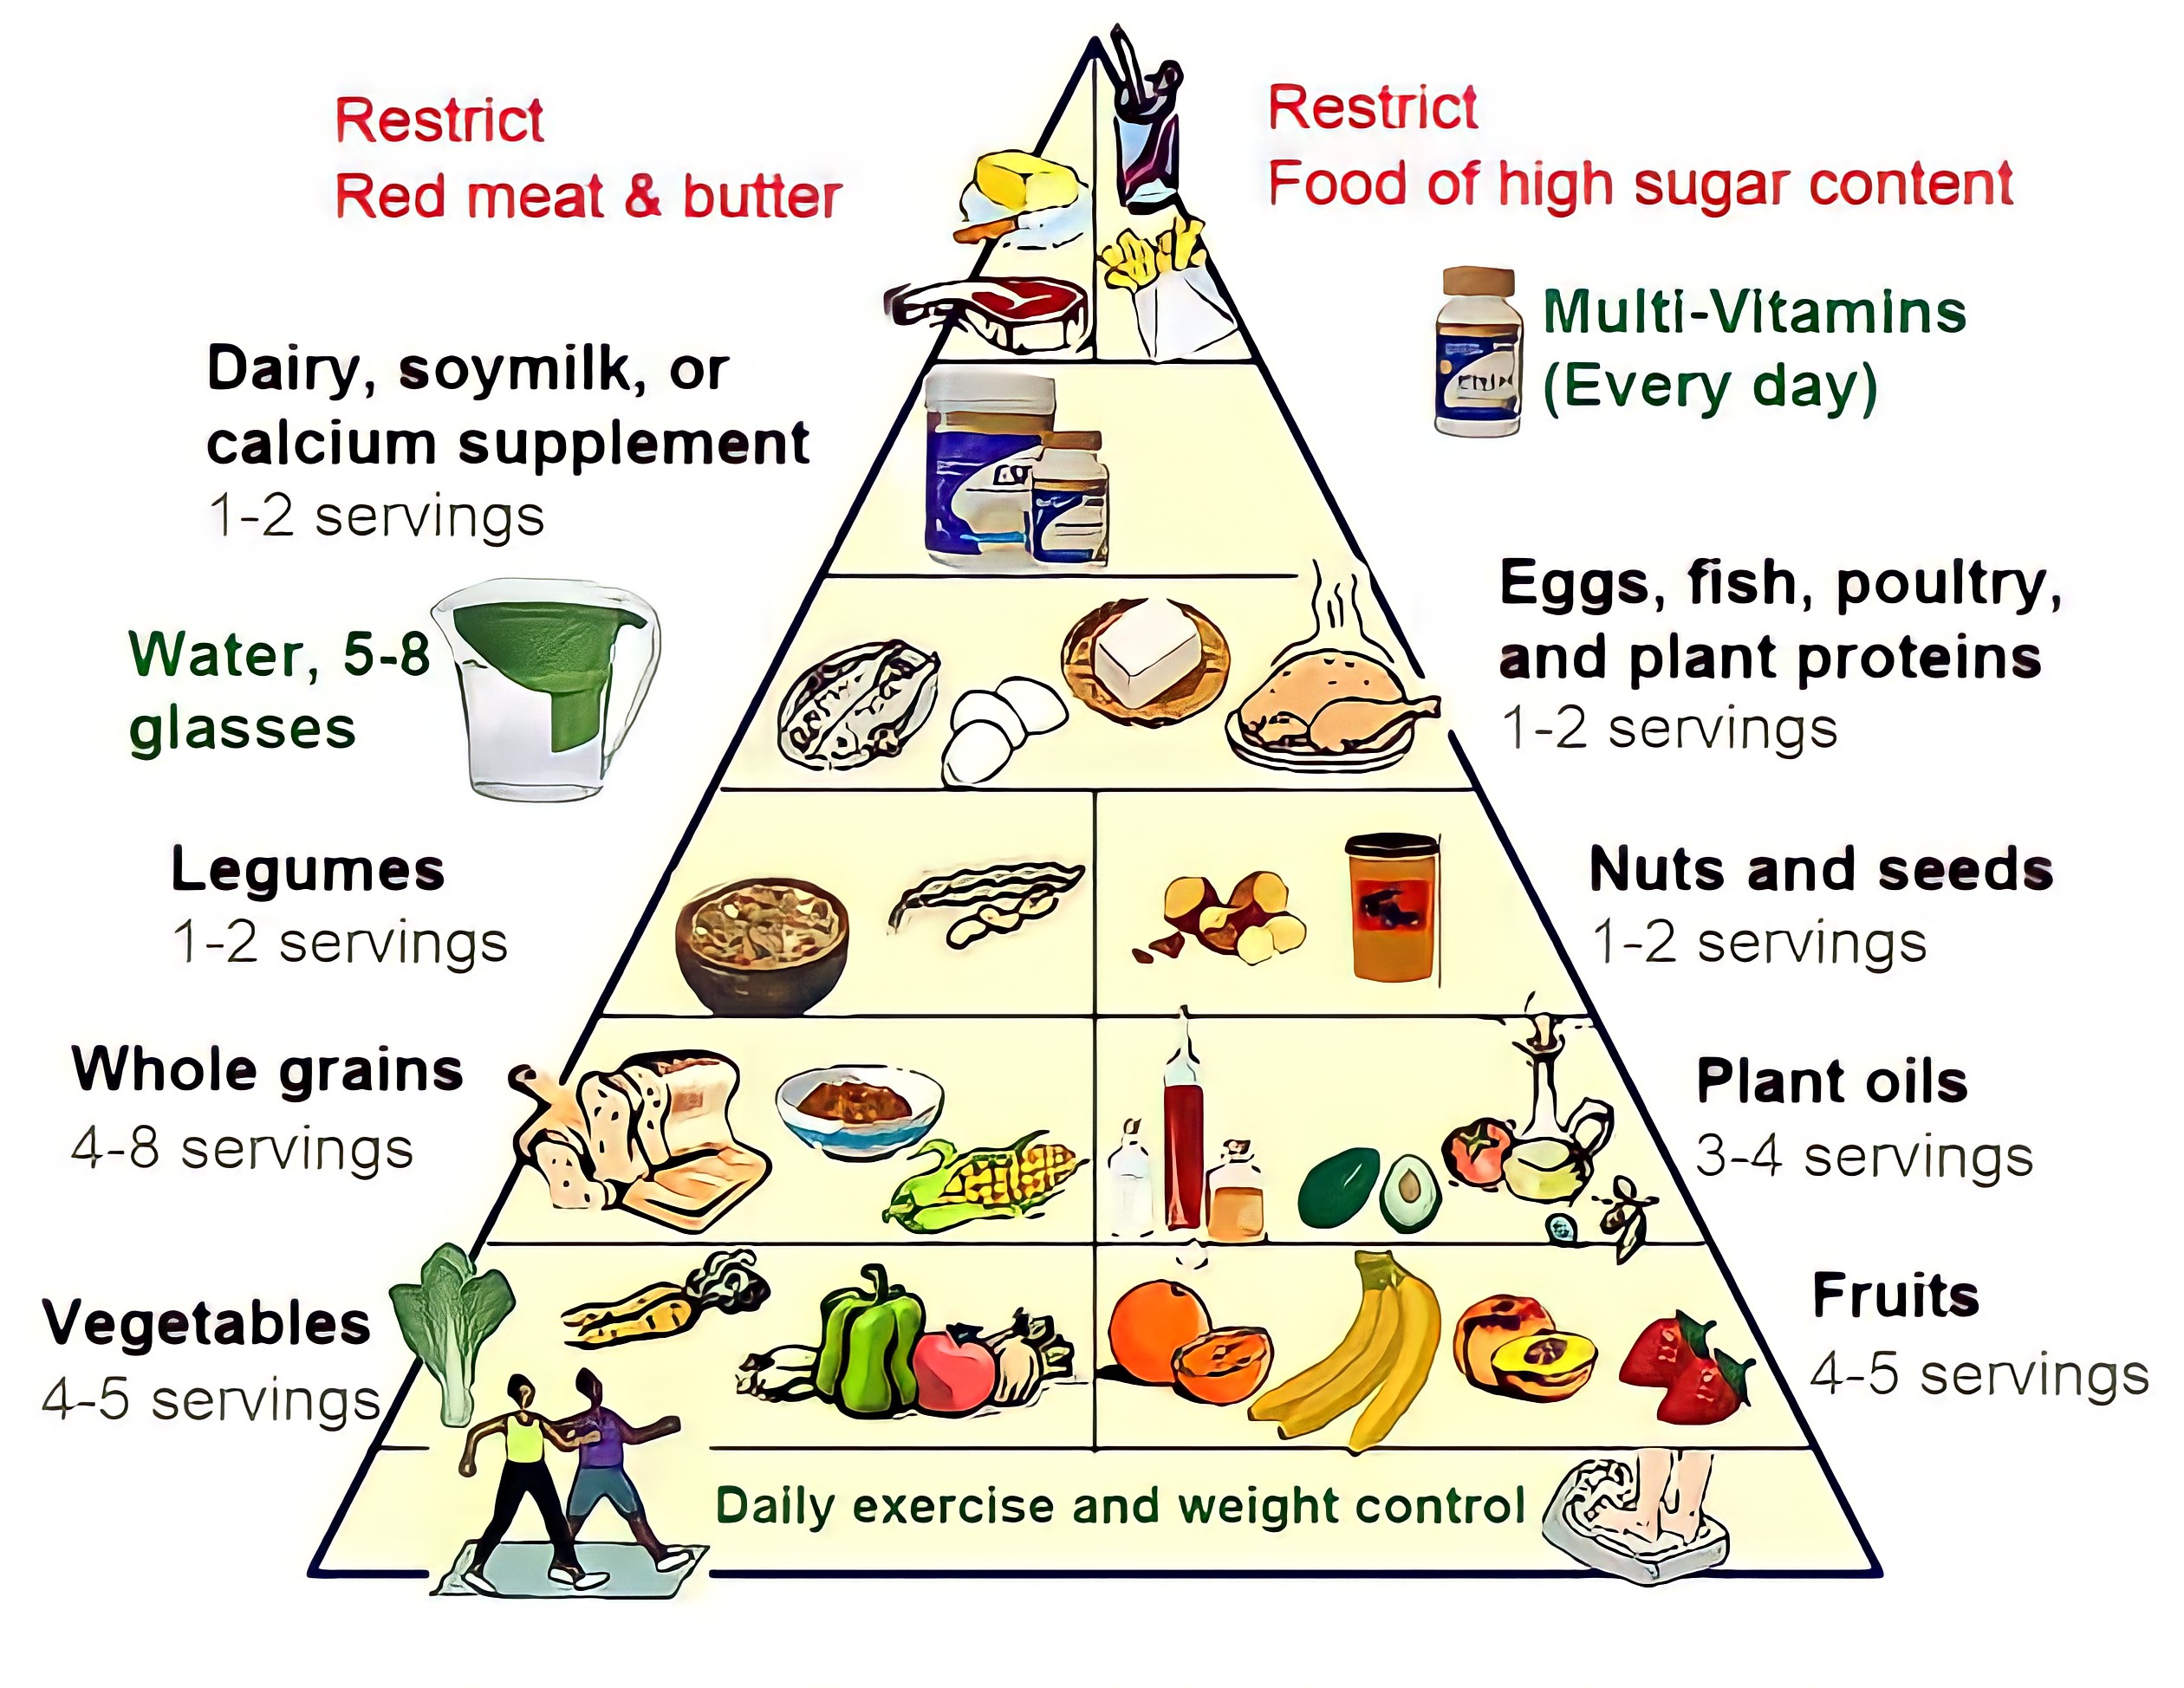 Restrict
Red meat & butter
Restrict
Food of high sugar content
Multi-Vitamins
(Every day)
Dairy, soymilk, or
calcium supplement
1-2 servings
Water, 5-8
glasses
Eggs, fish, poultry,
and plant proteins
1-2 servings
Legumes
1-2 servings
Nuts and seeds
1-2 servings
Whole grains
4-8 servings
Plant oils
3-4 servings
Vegetables
4-5 servings
Fruits
4-5 servings
Daily exercise and weight control